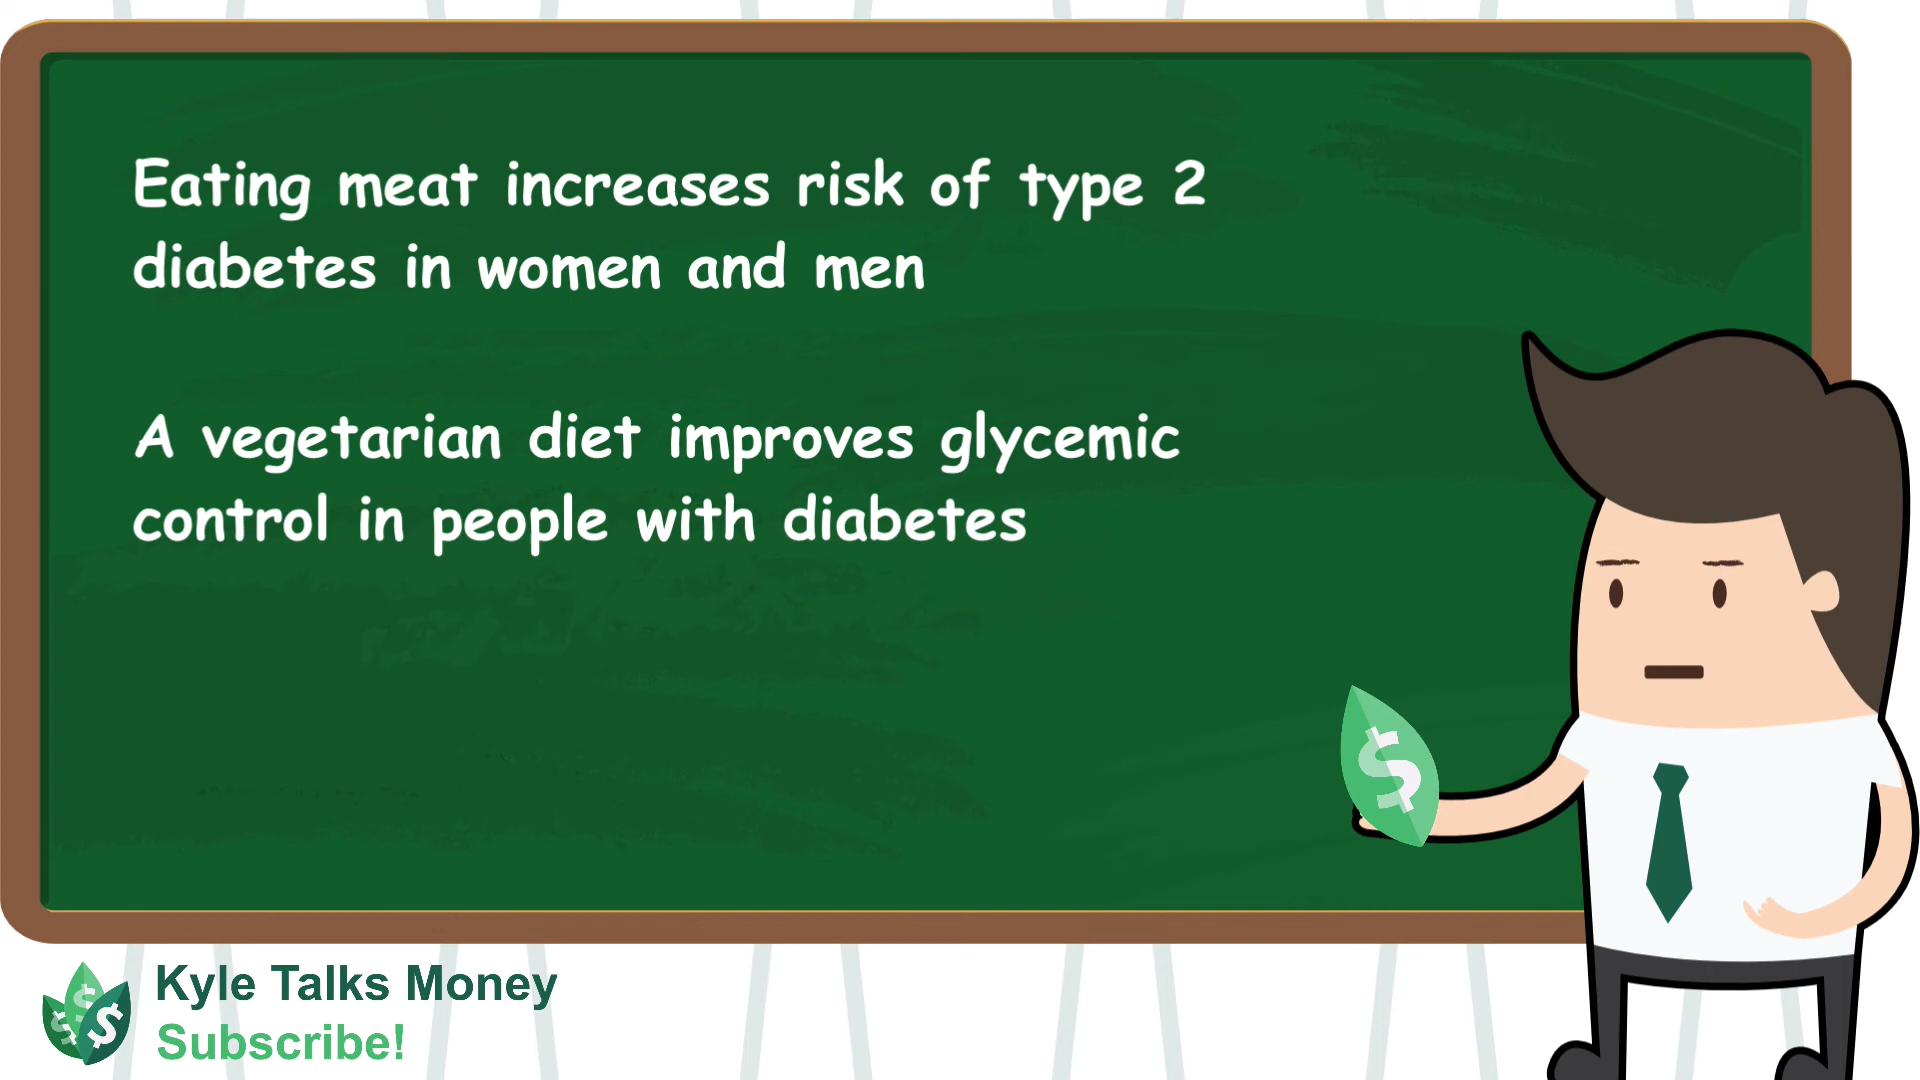 Eating meat increases risk of type 2
diabetes in women and men
A vegetarian diet improves glycemic
control in people with diabetes
$
$ $ $
Kyle Talks Money
Subscribe!